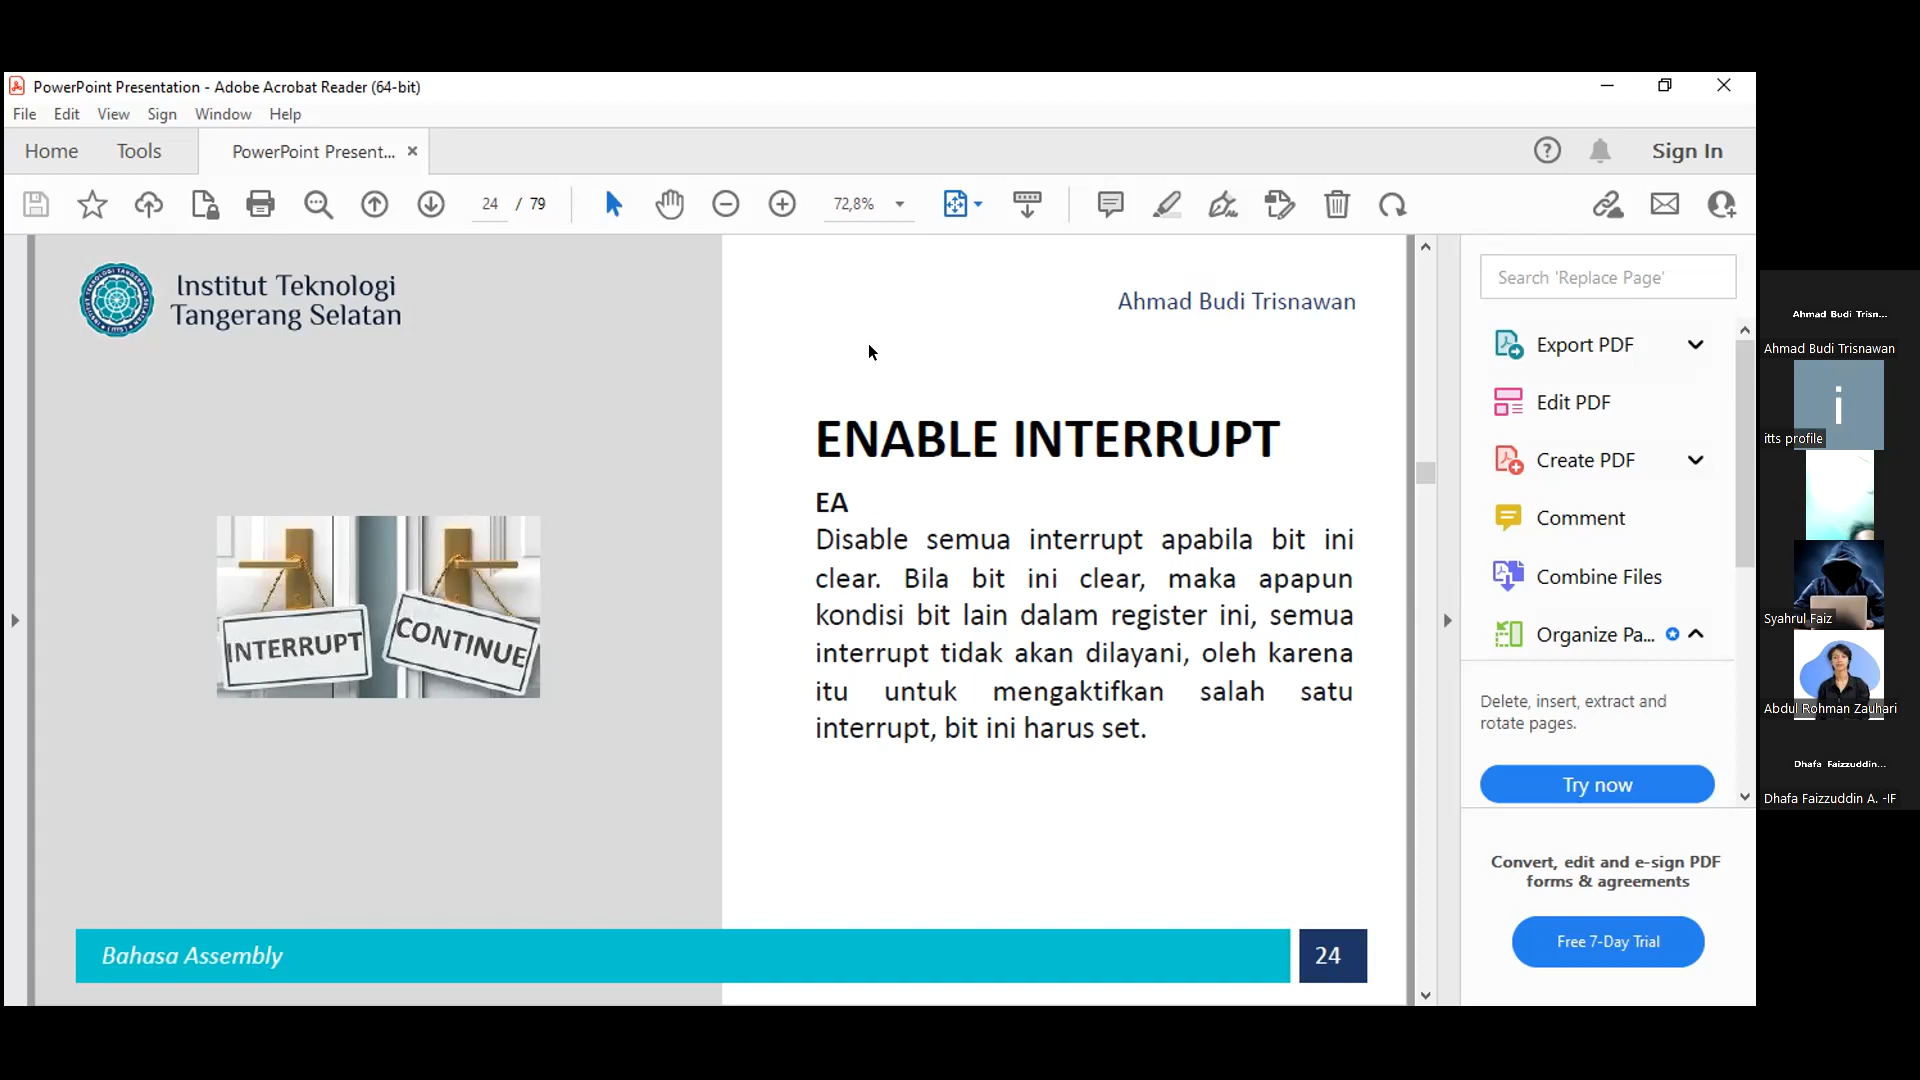 PowerPoint Presentation - Adobe Acrobat Reader (64-bit)
File Edit View Sign Window Help
Home Tools PowerPoint Present... Sign In
24 / 79 72,8%
Institut Teknologi
Tangerang Selatan
Ahmad Budi Trisnawan
INTERRUPT
CONTINUE
ENABLE INTERRUPT
EA
Disable semua interrupt apabila bit ini
clear. Bila bit ini clear, maka apapun
kondisi bit lain dalam register ini, semua
interrupt tidak akan dilayani, oleh karena
itu untuk mengaktifkan salah satu
interrupt, bit ini harus set.
Bahasa Assembly
24
Search 'Replace Page'
Export PDF
Edit PDF
Create PDF
Comment
Combine Files
Organize Pa...
Delete, insert, extract and
rotate pages.
Try now
Convert, edit and e-sign PDF
forms & agreements
Free 7-Day Trial
Ahmad Budi Trisn...
Ahmad Budi Trisnawan
i
itts profile
Syahrul Faiz
Abdul Rohman Zauhari
Dhafa Faizzuddin...
Dhafa Faizzuddin A. -IF